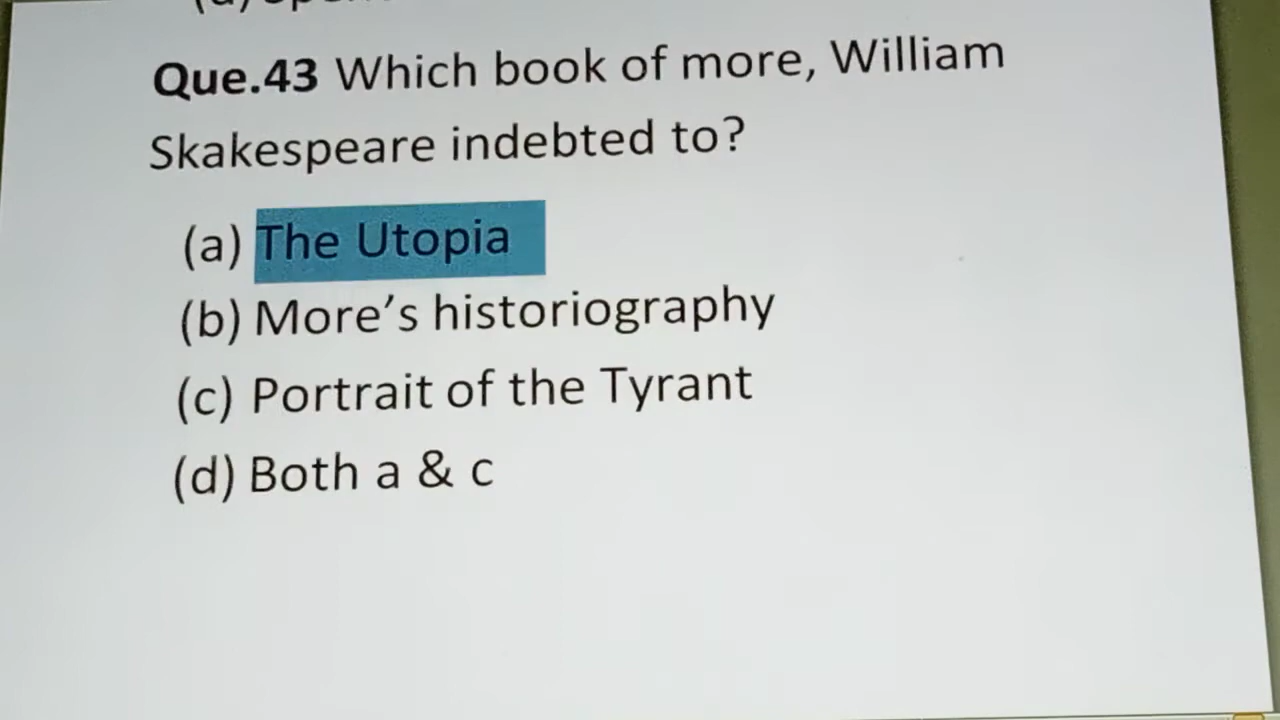 Que.43 Which book of more, William
Skakespeare indebted to?
(a) The Utopia
(b) More’s historiography
(c) Portrait of the Tyrant
(d) Both a & c